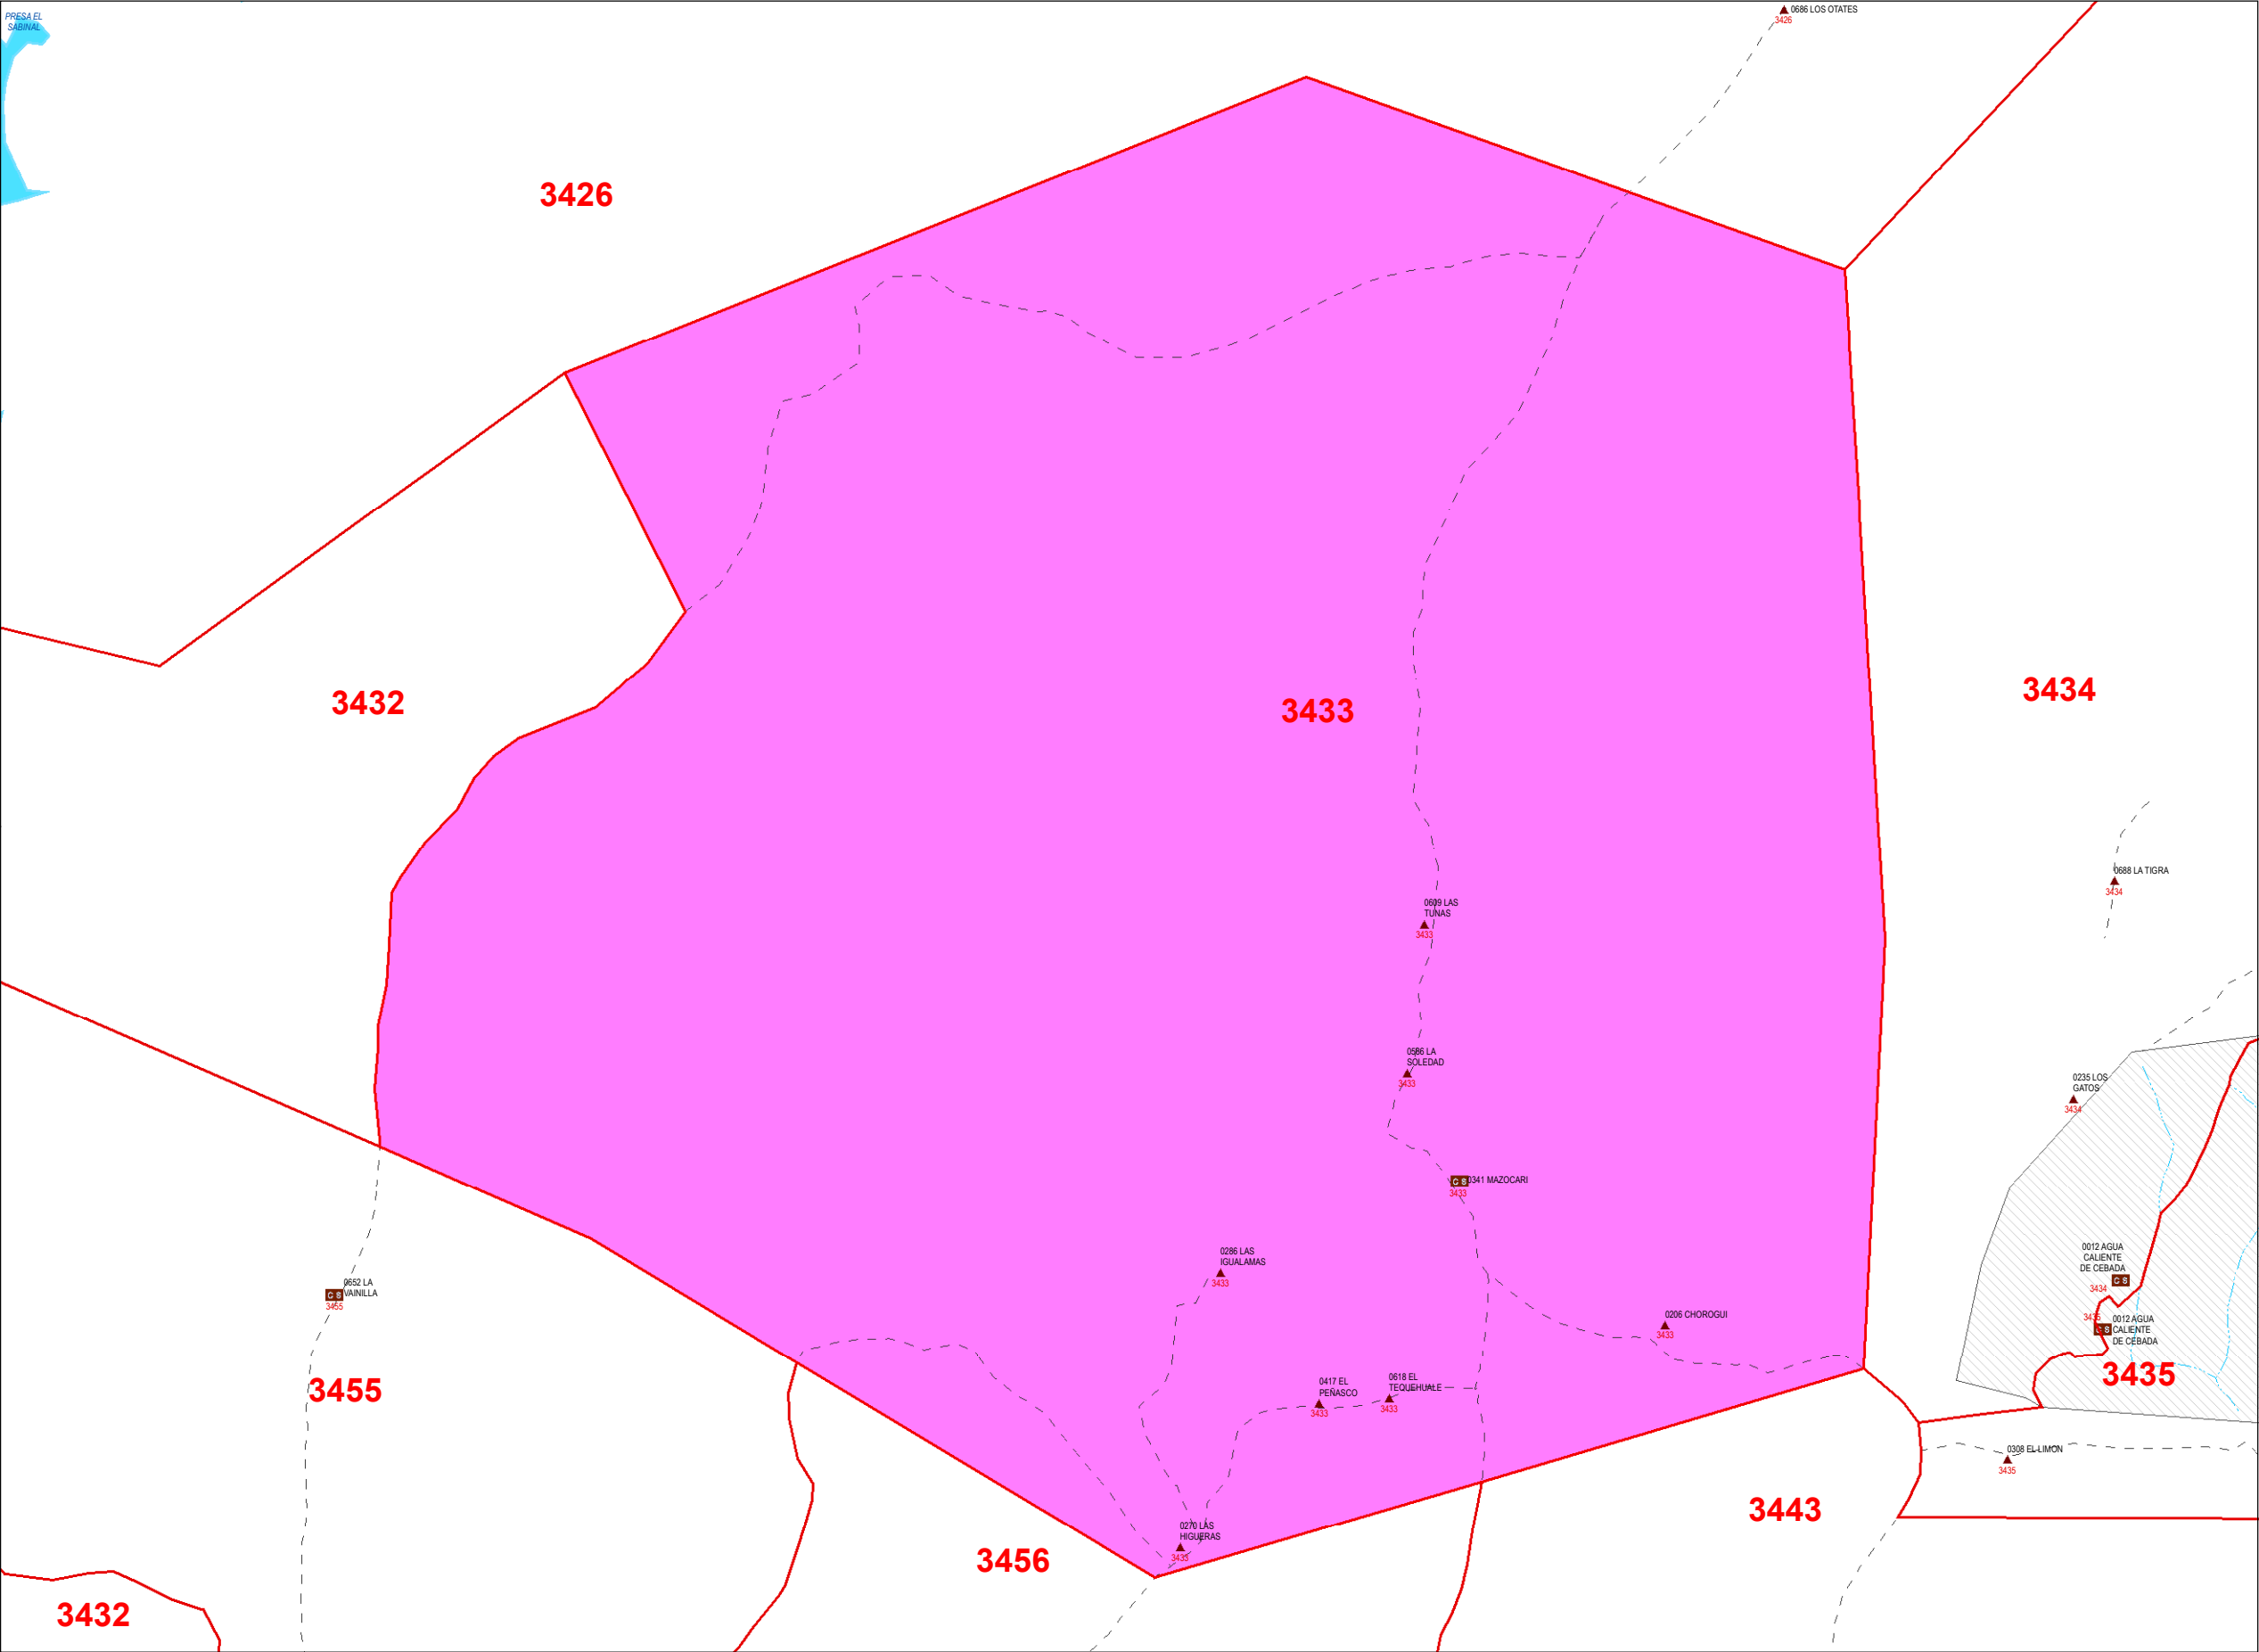 PRESA EL
SABINAL
0686 LOS OTATES
3426
3426
3432
3433
3434
0688 LA TIGRA
3434
0609 LAS
TUNAS
3433
0586 LA
SOLEDAD
3433
0235 LOS
GATOS
3434
C S
0341 MAZOCARI
3433
0286 LAS
IGUALAMAS
3433
0012 AGUA
CALIENTE
DE CEBADA
C S
3434
3435
C S
0012 AGUA
CALIENTE
DE CEBADA
3435
0652 LA
VAINILLA
C S
3455
0206 CHOROGUI
3433
3455
0417 EL
PEÑASCO
3433
0618 EL
TEQUEHUALE
3433
0308 EL LIMON
3435
3443
0270 LAS
HIGUERAS
3433
3456
3432